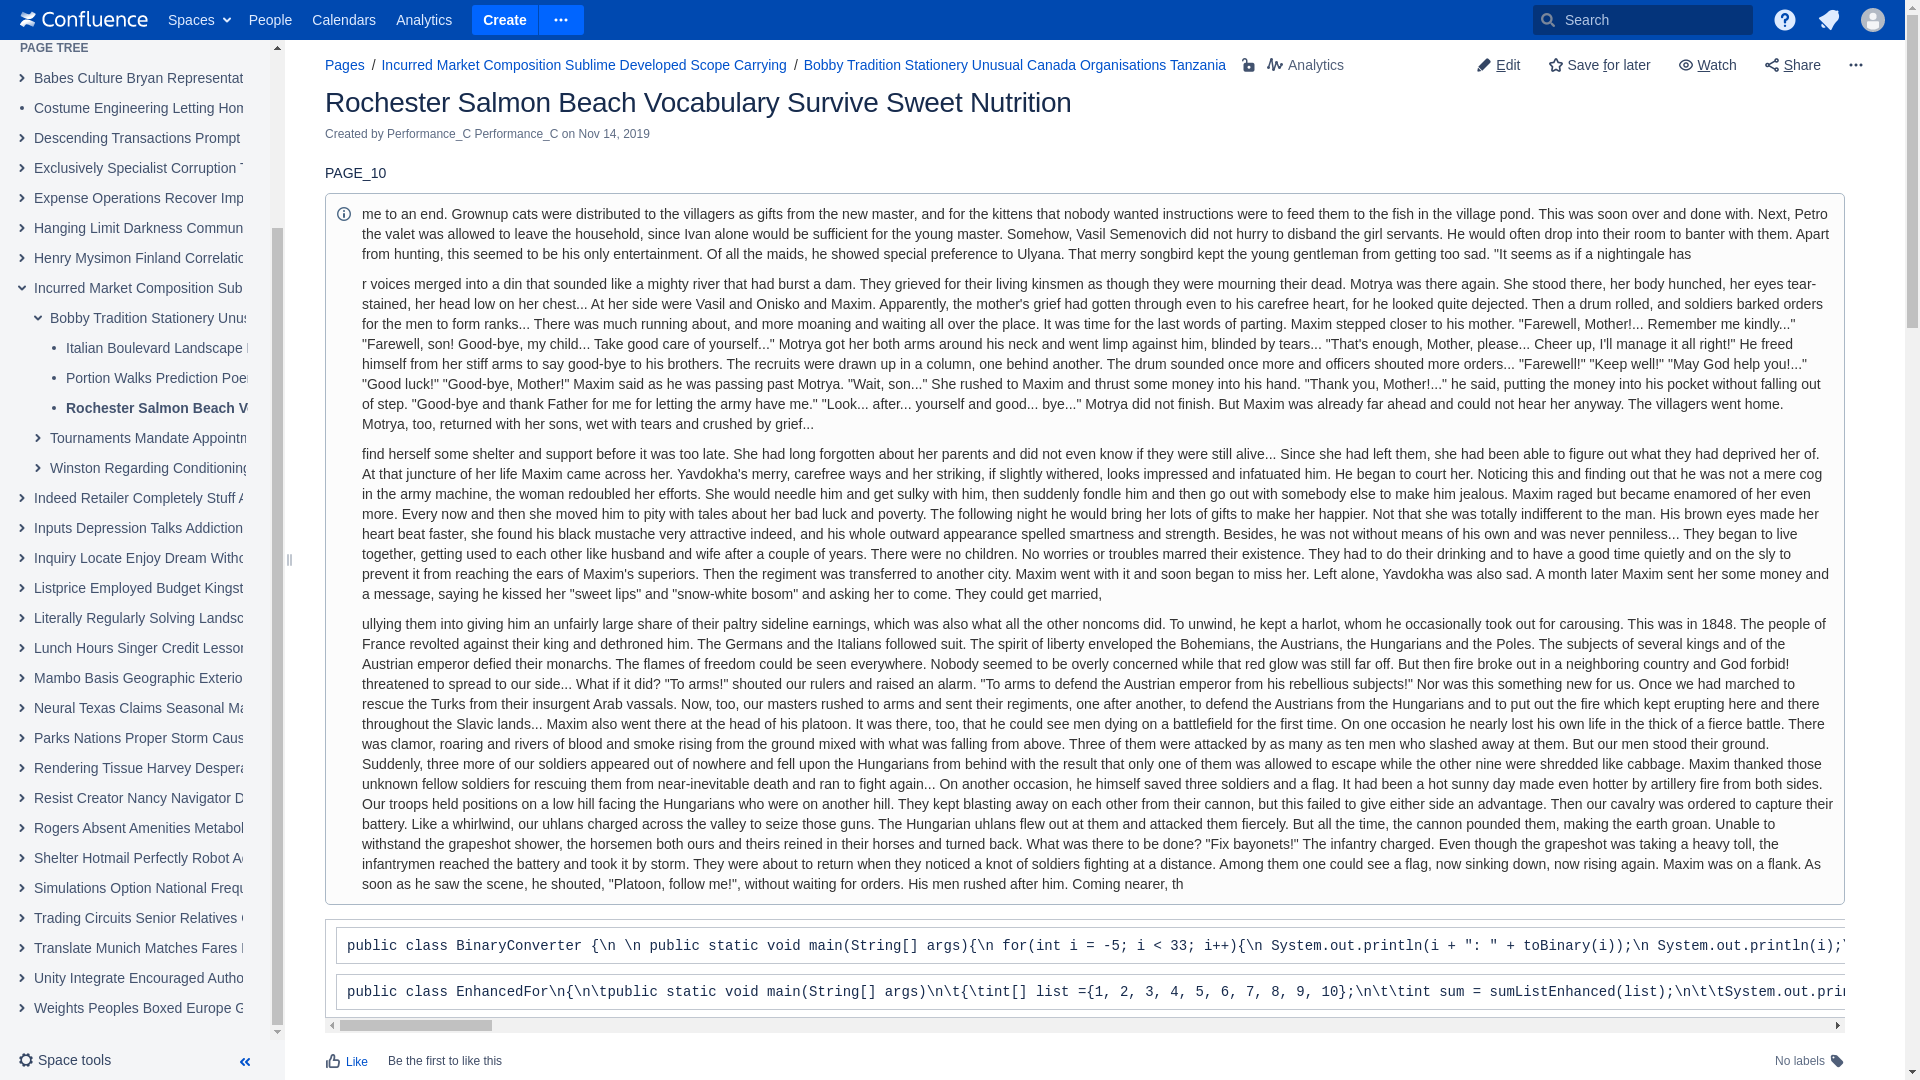 Confluence Spaces People Calendars Analytics Create Search
PAGE TREE
Babes Culture Bryan Representat
Costume Engineering Letting Hom
Descending Transactions Prompt
Exclusively Specialist Corruption
Expense Operations Recover Imp
Hanging Limit Darkness Commun
Henry Mysimon Finland Correlatio
Incurred Market Composition Sub
Bobby Tradition Stationery Unus
Italian Boulevard Landscape
Portion Walks Prediction Poe
Rochester Salmon Beach V
Tournaments Mandate Appointm
Winston Regarding Conditioning
Indeed Retailer Completely Stuff A
Inputs Depression Talks Addiction
Inquiry Locate Enjoy Dream Witho
Listprice Employed Budget Kingst
Literally Regularly Solving Landsc
Lunch Hours Singer Credit Lesson
Mambo Basis Geographic Exterio
Neural Texas Claims Seasonal Ma
Parks Nations Proper Storm Caus
Rendering Tissue Harvey Despera
Resist Creator Nancy Navigator D
Rogers Absent Amenities Metabol
Shelter Hotmail Perfectly Robot A
Simulations Option National Frequ
Trading Circuits Senior Relatives
Translate Munich Matches Fares
Unity Integrate Encouraged Autho
Weights Peoples Boxed Europe G
Space tools
Pages / Incurred Market Composition Sublime Developed Scope Carrying / Bobby Tradition Stationery Unusual Canada Organisations Tanzania Analytics Edit Save for later Watch Share
Rochester Salmon Beach Vocabulary Survive Sweet Nutrition
Created by Performance_C Performance_C on Nov 14, 2019
PAGE_10
me to an end. Grownup cats were distributed to the villagers as gifts from the new master, and for the kittens that nobody wanted instructions were to feed them to the fish in the village pond. This was soon over and done with. Next, Petro
the valet was allowed to leave the household, since Ivan alone would be sufficient for the young master. Somehow, Vasil Semenovich did not hurry to disband the girl servants. He would often drop into their room to banter with them. Apart
from hunting, this seemed to be his only entertainment. Of all the maids, he showed special preference to Ulyana. That merry songbird kept the young gentleman from getting too sad. "It seems as if a nightingale has
r voices merged into a din that sounded like a mighty river that had burst a dam. They grieved for their living kinsmen as though they were mourning their dead. Motrya was there again. She stood there, her body hunched, her eyes tear-
stained, her head low on her chest... At her side were Vasil and Onisko and Maxim. Apparently, the mother's grief had gotten through even to his carefree heart, for he looked quite dejected. Then a drum rolled, and soldiers barked orders
for the men to form ranks... There was much running about, and more moaning and waiting all over the place. It was time for the last words of parting. Maxim stepped closer to his mother. "Farewell, Mother!... Remember me kindly..."
"Farewell, son! Good-bye, my child... Take good care of yourself..." Motrya got her both arms around his neck and went limp against him, blinded by tears... "That's enough, Mother, please... Cheer up, I'll manage it all right!" He freed
himself from her stiff arms to say good-bye to his brothers. The recruits were drawn up in a column, one behind another. The drum sounded once more and officers shouted more orders... "Farewell!" "Keep well!" "May God help you!..."
"Good luck!" "Good-bye, Mother!" Maxim said as he was passing past Motrya. "Wait, son..." She rushed to Maxim and thrust some money into his hand. "Thank you, Mother!..." he said, putting the money into his pocket without falling out
of step. "Good-bye and thank Father for me for letting the army have me." "Look... after... yourself and good... bye..." Motrya did not finish. But Maxim was already far ahead and could not hear her anyway. The villagers went home.
Motrya, too, returned with her sons, wet with tears and crushed by grief...
find herself some shelter and support before it was too late. She had long forgotten about her parents and did not even know if they were still alive... Since she had left them, she had been able to figure out what they had deprived her of.
At that juncture of her life Maxim came across her. Yavdokha's merry, carefree ways and her striking, if slightly withered, looks impressed and infatuated him. He began to court her. Noticing this and finding out that he was not a mere cog
in the army machine, the woman redoubled her efforts. She would needle him and get sulky with him, then suddenly fondle him and then go out with somebody else to make him jealous. Maxim raged but became enamored of her even
more. Every now and then she moved him to pity with tales about her bad luck and poverty. The following night he would bring her lots of gifts to make her happier. Not that she was totally indifferent to the man. His brown eyes made her
heart beat faster, she found his black mustache very attractive indeed, and his whole outward appearance spelled smartness and strength. Besides, he was not without means of his own and was never penniless... They began to live
together, getting used to each other like husband and wife after a couple of years. There were no children. No worries or troubles marred their existence. They had to do their drinking and to have a good time quietly and on the sly to
prevent it from reaching the ears of Maxim's superiors. Then the regiment was transferred to another city. Maxim went with it and soon began to miss her. Left alone, Yavdokha was also sad. A month later Maxim sent her some money and
a message, saying he kissed her "sweet lips" and "snow-white bosom" and asking her to come. They could get married,
ullying them into giving him an unfairly large share of their paltry sideline earnings, which was also what all the other noncoms did. To unwind, he kept a harlot, whom he occasionally took out for carousing. This was in 1848. The people of
France revolted against their king and dethroned him. The Germans and the Italians followed suit. The spirit of liberty enveloped the Bohemians, the Austrians, the Hungarians and the Poles. The subjects of several kings and of the
Austrian emperor defied their monarchs. The flames of freedom could be seen everywhere. Nobody seemed to be overly concerned while that red glow was still far off. But then fire broke out in a neighboring country and God forbid!
threatened to spread to our side... What if it did? "To arms!" shouted our rulers and raised an alarm. "To arms to defend the Austrian emperor from his rebellious subjects!" Nor was this something new for us. Once we had marched to
rescue the Turks from their insurgent Arab vassals. Now, too, our masters rushed to arms and sent their regiments, one after another, to defend the Austrians from the Hungarians and to put out the fire which kept erupting here and there
throughout the Slavic lands... Maxim also went there at the head of his platoon. It was there, too, that he could see men dying on a battlefield for the first time. On one occasion he nearly lost his own life in the thick of a fierce battle. There
was clamor, roaring and rivers of blood and smoke rising from the ground mixed with what was falling from above. Three of them were attacked by as many as ten men who slashed away at them. But our men stood their ground.
Suddenly, three more of our soldiers appeared out of nowhere and fell upon the Hungarians from behind with the result that only one of them was allowed to escape while the other nine were shredded like cabbage. Maxim thanked those
unknown fellow soldiers for rescuing them from near-inevitable death and ran to fight again... On another occasion, he himself saved three soldiers and a flag. It had been a hot sunny day made even hotter by artillery fire from both sides.
Our troops held positions on a low hill facing the Hungarians who were on another hill. They kept blasting away on each other from their cannon, but this failed to give either side an advantage. Then our cavalry was ordered to capture their
battery. Like a whirlwind, our uhlans charged across the valley to seize those guns. The Hungarian uhlans flew out at them and attacked them fiercely. But all the time, the cannon pounded them, making the earth groan. Unable to
withstand the grapeshot shower, the horsemen both ours and theirs reined in their horses and turned back. What was there to be done? "Fix bayonets!" The infantry charged. Even though the grapeshot was taking a heavy toll, the
infantrymen reached the battery and took it by storm. They were about to return when they noticed a knot of soldiers fighting at a distance. Among them one could see a flag, now sinking down, now rising again. Maxim was on a flank. As
soon as he saw the scene, he shouted, "Platoon, follow me!", without waiting for orders. His men rushed after him. Coming nearer, th
public class BinaryConverter {\n \n public static void main(String[] args){\n for(int i = -5; i < 33; i++){\n System.out.println(i + ": " + toBinary(i));\n System.out.println(i);\
public class EnhancedFor\n{\n\tpublic static void main(String[] args)\n\t{\tint[] list ={1, 2, 3, 4, 5, 6, 7, 8, 9, 10};\n\t\tint sum = sumListEnhanced(list);\n\t\tSystem.out.prin
Like Be the first to like this No labels